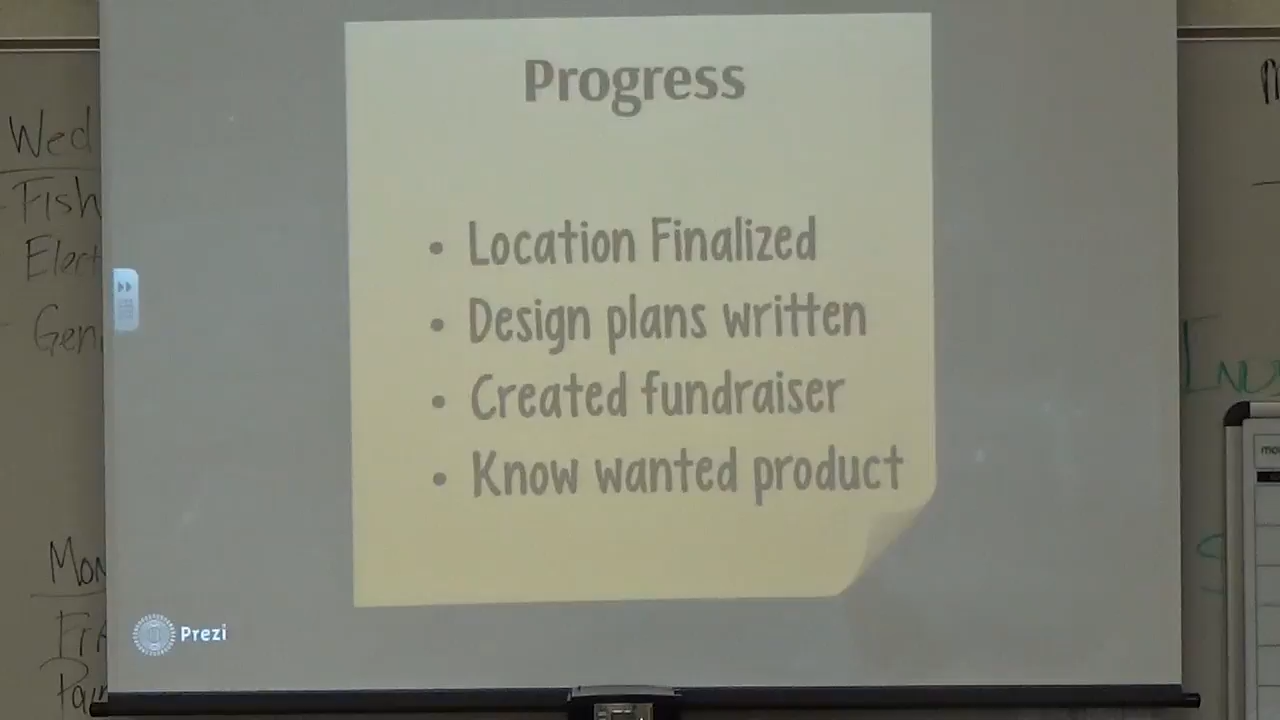 Progress
• Location Finalized
• Design plans written
• Created fundraiser
• Know wanted product
Prezi
Wed
Fish
Gen
Mon